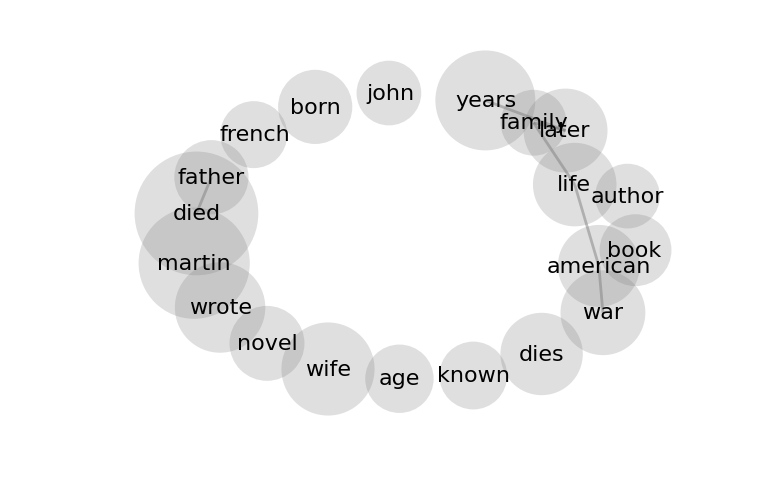 john
years
born
family
later
french
father
life
author
died
book
martin
american
wrote
war
novel
dies
wife
known
age